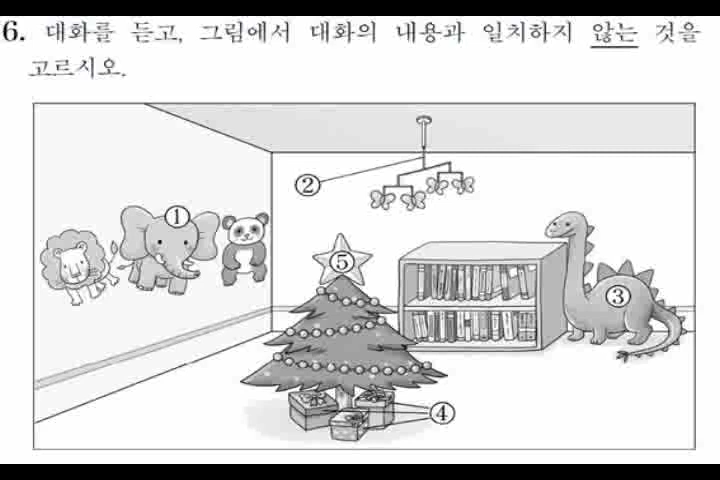 6. 대화를 듣고, 그림에서 대화의 내용과 일치하지 않는 것을
고르시오.
①
②
⑤
③
④